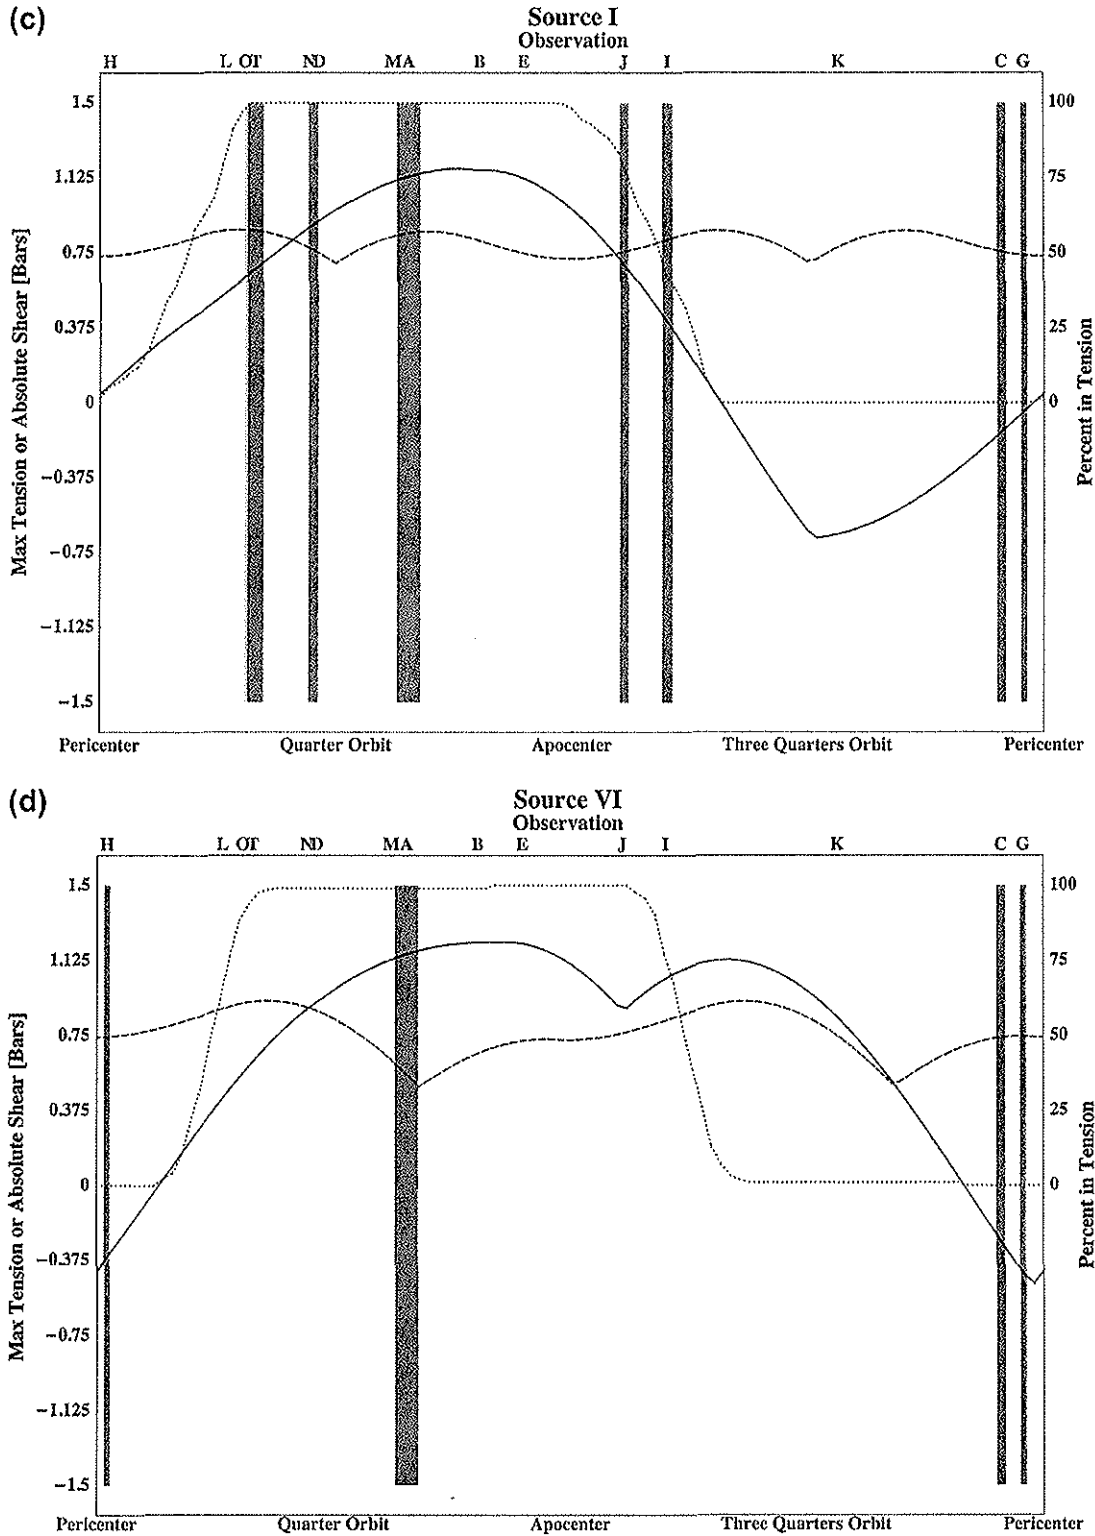 (c)
Source I
Observation
H L OT ND MA B E J I K C G
1.5
1.125
0.75
0.375
0
−0.375
−0.75
−1.125
−1.5
Max Tension or Absolute Shear [Bars]
100
75
50
25
0
Percent in Tension
Pericenter Quarter Orbit Apocenter Three Quarters Orbit Pericenter
(d)
Source VI
Observation
H L OT ND MA B E J I K C G
1.5
1.125
0.75
0.375
0
−0.375
−0.75
−1.125
−1.5
Max Tension or Absolute Shear [Bars]
100
75
50
25
0
Percent in Tension
Pericenter Quarter Orbit Apocenter Three Quarters Orbit Pericenter